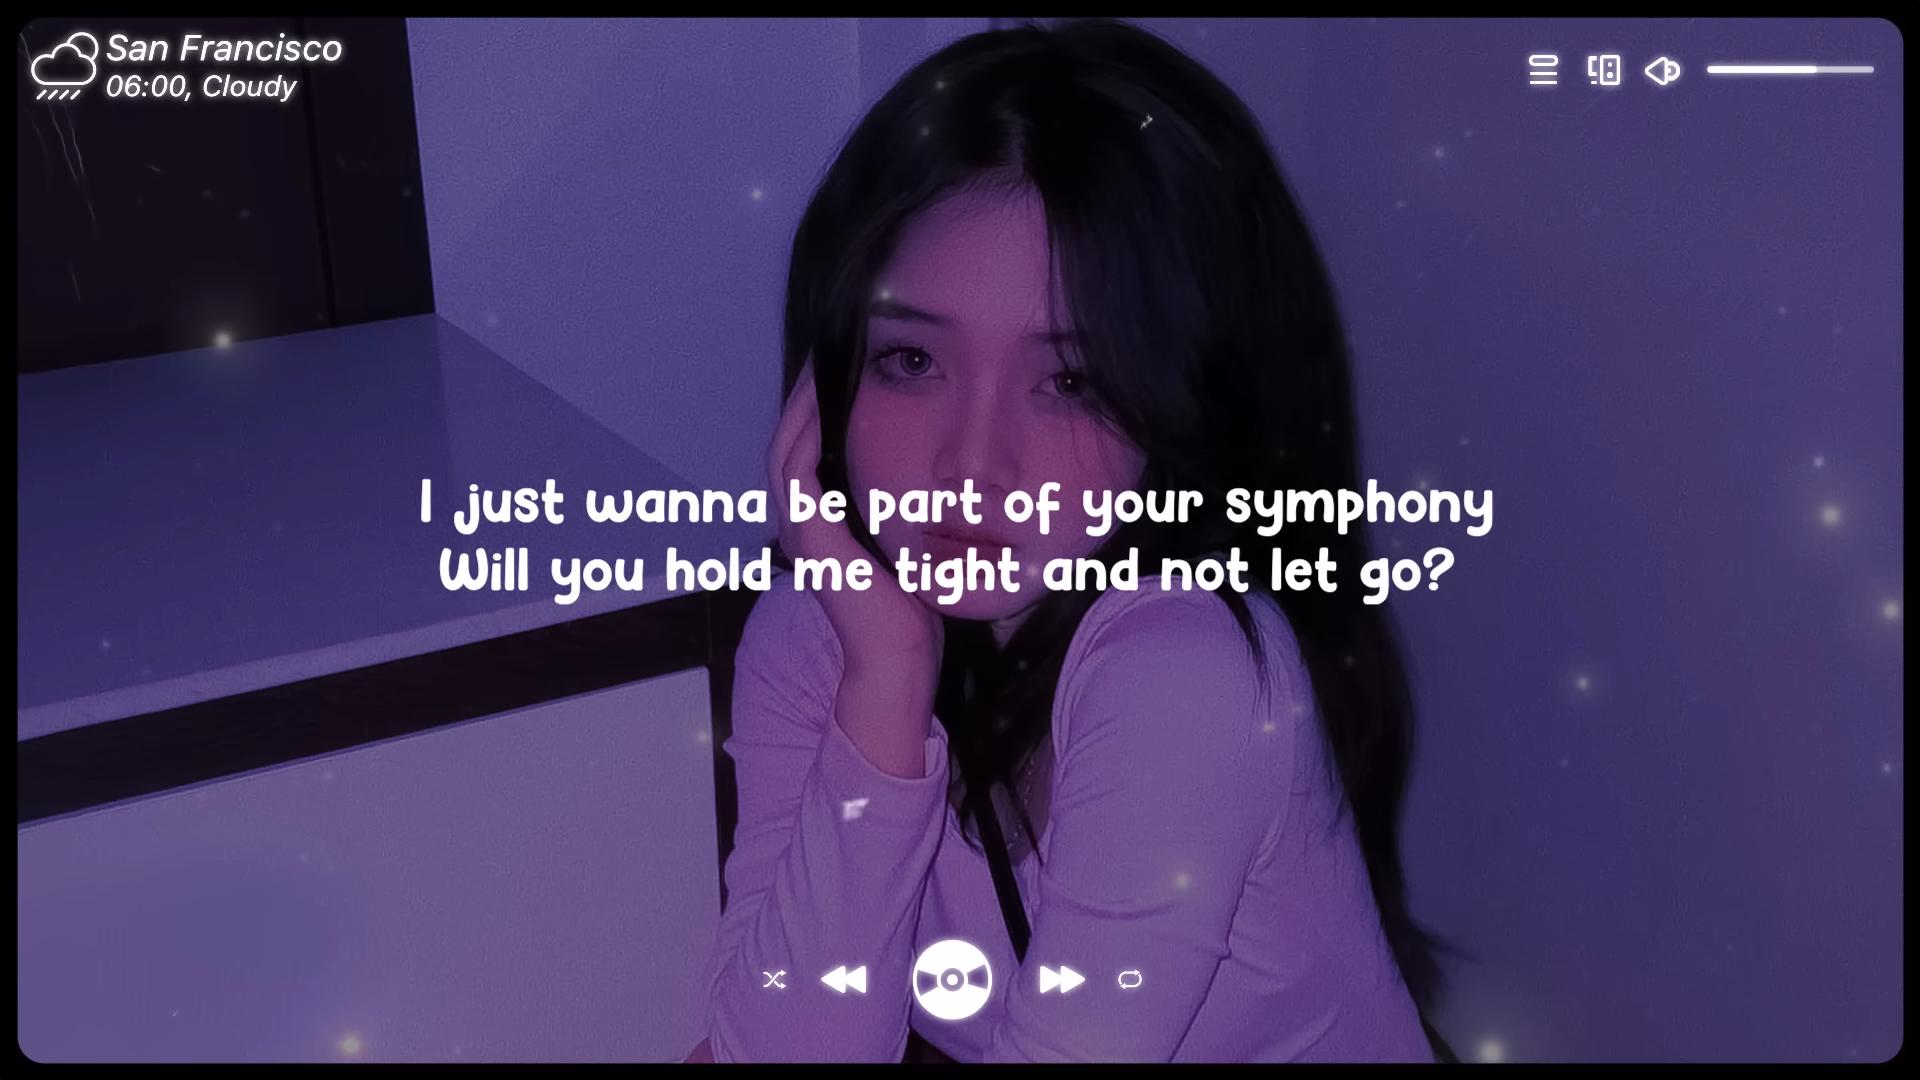 San Francisco
06:00, Cloudy
I just wanna be part of your symphony
Will you hold me tight and not let go?